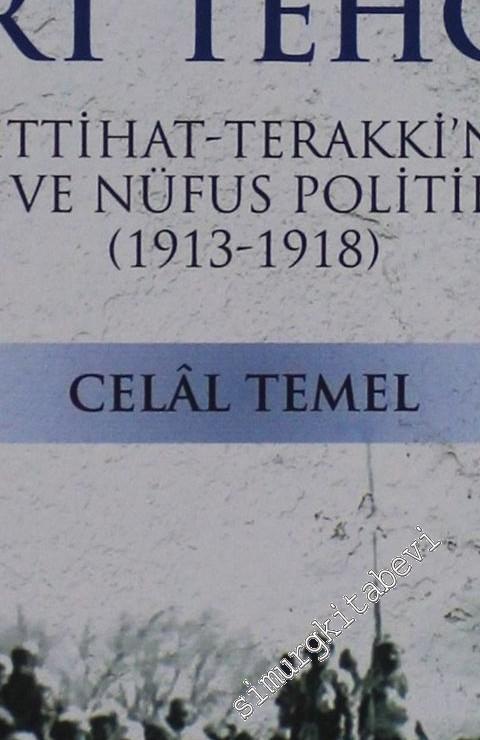 Rİ TEHC
İTTİHAT-TERAKKİ'N
VE NÜFUS POLİTİK
(1913-1918)
CELÂL TEMEL
simurgkitabevi